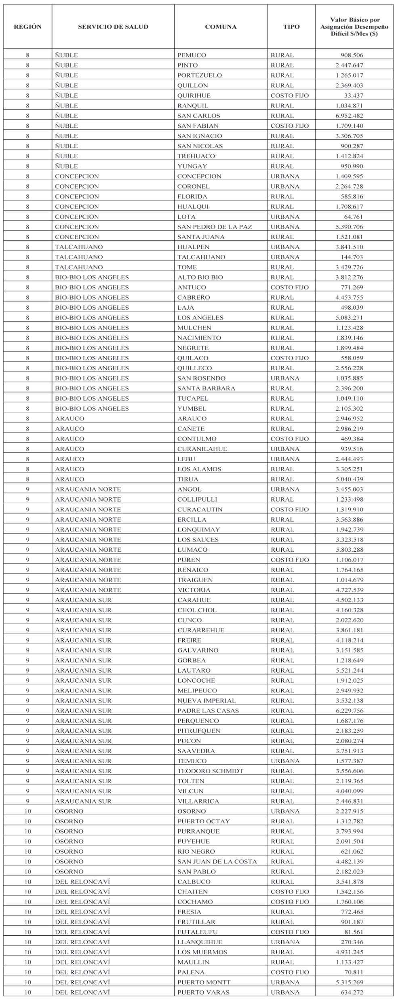 REGIÓN SERVICIO DE SALUD COMUNA TIPO Valor Básico por Asignación Desempeño Difícil $/Mes ($)
8 ÑUBLE PEMUCO RURAL 908.506
8 ÑUBLE PINTO RURAL 2.447.647
8 ÑUBLE PORTEZUELO RURAL 1.265.017
8 ÑUBLE QUILLON RURAL 2.369.403
8 ÑUBLE QUIRIHUE COSTO FIJO 33.437
8 ÑUBLE RANQUIL RURAL 1.034.871
8 ÑUBLE SAN CARLOS RURAL 6.952.482
8 ÑUBLE SAN FABIAN COSTO FIJO 1.709.140
8 ÑUBLE SAN IGNACIO RURAL 3.306.705
8 ÑUBLE SAN NICOLAS RURAL 900.287
8 ÑUBLE TREHUACO RURAL 1.412.824
8 ÑUBLE YUNGAY RURAL 950.990
8 CONCEPCION CONCEPCION URBANA 1.409.595
8 CONCEPCION CORONEL URBANA 2.264.728
8 CONCEPCION FLORIDA RURAL 585.816
8 CONCEPCION HUALQUI RURAL 1.708.617
8 CONCEPCION LOTA URBANA 64.761
8 CONCEPCION SAN PEDRO DE LA PAZ URBANA 5.390.706
8 CONCEPCION SANTA JUANA RURAL 1.521.081
8 TALCAHUANO HUALPEN URBANA 3.841.510
8 TALCAHUANO TALCAHUANO URBANA 144.703
8 TALCAHUANO TOME RURAL 3.429.726
8 BIO-BIO LOS ANGELES ALTO BIO BIO RURAL 3.812.276
8 BIO-BIO LOS ANGELES ANTUCO COSTO FIJO 771.269
8 BIO-BIO LOS ANGELES CABRERO RURAL 4.453.755
8 BIO-BIO LOS ANGELES LAJA RURAL 498.039
8 BIO-BIO LOS ANGELES LOS ANGELES RURAL 5.083.271
8 BIO-BIO LOS ANGELES MULCHEN RURAL 1.123.428
8 BIO-BIO LOS ANGELES NACIMIENTO RURAL 1.839.146
8 BIO-BIO LOS ANGELES NEGRETE RURAL 1.899.484
8 BIO-BIO LOS ANGELES QUILACO COSTO FIJO 558.059
8 BIO-BIO LOS ANGELES QUILLECO RURAL 2.556.228
8 BIO-BIO LOS ANGELES SAN ROSENDO URBANA 1.035.885
8 BIO-BIO LOS ANGELES SANTA BARBARA RURAL 2.396.200
8 BIO-BIO LOS ANGELES TUCAPEL RURAL 1.049.110
8 BIO-BIO LOS ANGELES YUMBEL RURAL 2.105.302
8 ARAUCO ARAUCO RURAL 2.946.952
8 ARAUCO CAÑETE RURAL 2.986.219
8 ARAUCO CONTULMO COSTO FIJO 469.384
8 ARAUCO CURANILAHUE URBANA 939.516
8 ARAUCO LEBU URBANA 2.444.493
8 ARAUCO LOS ALAMOS RURAL 3.305.251
8 ARAUCO TIRUA RURAL 5.040.439
9 ARAUCANIA NORTE ANGOL URBANA 3.455.003
9 ARAUCANIA NORTE COLLIPULLI RURAL 1.233.498
9 ARAUCANIA NORTE CURACAUTIN COSTO FIJO 1.319.910
9 ARAUCANIA NORTE ERCILLA RURAL 3.563.886
9 ARAUCANIA NORTE LONQUIMAY RURAL 1.942.739
9 ARAUCANIA NORTE LOS SAUCES RURAL 3.323.518
9 ARAUCANIA NORTE LUMACO RURAL 5.803.288
9 ARAUCANIA NORTE PUREN COSTO FIJO 1.106.017
9 ARAUCANIA NORTE RENAICO RURAL 1.764.165
9 ARAUCANIA NORTE TRAIGUEN RURAL 1.014.679
9 ARAUCANIA NORTE VICTORIA RURAL 4.727.539
9 ARAUCANIA SUR CARAHUE RURAL 4.502.133
9 ARAUCANIA SUR CHOL CHOL RURAL 4.160.328
9 ARAUCANIA SUR CUNCO RURAL 2.022.620
9 ARAUCANIA SUR CURARREHUE RURAL 3.861.181
9 ARAUCANIA SUR FREIRE RURAL 4.118.214
9 ARAUCANIA SUR GALVARINO RURAL 3.151.585
9 ARAUCANIA SUR GORBEA RURAL 1.218.649
9 ARAUCANIA SUR LAUTARO RURAL 5.521.244
9 ARAUCANIA SUR LONCOCHE RURAL 1.912.025
9 ARAUCANIA SUR MELIPEUCO RURAL 2.949.932
9 ARAUCANIA SUR NUEVA IMPERIAL RURAL 3.532.138
9 ARAUCANIA SUR PADRE LAS CASAS RURAL 6.229.756
9 ARAUCANIA SUR PERQUENCO RURAL 1.687.176
9 ARAUCANIA SUR PITRUFQUEN RURAL 2.183.259
9 ARAUCANIA SUR PUCON RURAL 2.080.274
9 ARAUCANIA SUR SAAVEDRA RURAL 3.751.913
9 ARAUCANIA SUR TEMUCO URBANA 1.577.387
9 ARAUCANIA SUR TEODORO SCHMIDT RURAL 3.556.606
9 ARAUCANIA SUR TOLTEN RURAL 2.119.365
9 ARAUCANIA SUR VILCUN RURAL 4.040.099
9 ARAUCANIA SUR VILLARRICA RURAL 2.446.831
10 OSORNO OSORNO URBANA 2.227.915
10 OSORNO PUERTO OCTAY RURAL 1.312.782
10 OSORNO PURRANQUE RURAL 3.793.994
10 OSORNO PUYEHUE RURAL 2.091.504
10 OSORNO RIO NEGRO RURAL 621.062
10 OSORNO SAN JUAN DE LA COSTA RURAL 4.482.139
10 OSORNO SAN PABLO RURAL 2.182.023
10 DEL RELONCAVÍ CALBUCO RURAL 3.541.878
10 DEL RELONCAVÍ CHAITEN COSTO FIJO 1.542.156
10 DEL RELONCAVÍ COCHAMO COSTO FIJO 1.760.106
10 DEL RELONCAVÍ FRESIA RURAL 772.465
10 DEL RELONCAVÍ FRUTILLAR RURAL 901.187
10 DEL RELONCAVÍ FUTALEUFU COSTO FIJO 81.561
10 DEL RELONCAVÍ LLANQUIHUE URBANA 270.346
10 DEL RELONCAVÍ LOS MUERMOS RURAL 4.931.245
10 DEL RELONCAVÍ MAULLIN RURAL 1.133.427
10 DEL RELONCAVÍ PALENA COSTO FIJO 70.811
10 DEL RELONCAVÍ PUERTO MONTT URBANA 5.315.269
10 DEL RELONCAVÍ PUERTO VARAS URBANA 634.272